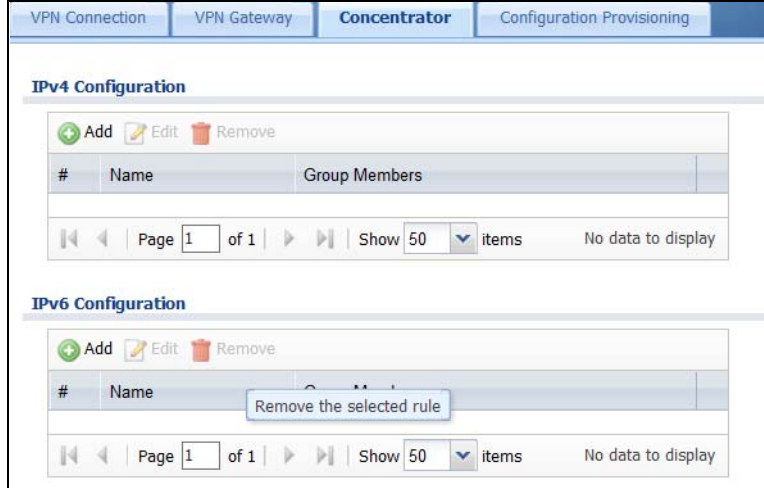 VPN Connection VPN Gateway Concentrator Configuration Provisioning
IPv4 Configuration
Add Edit Remove
# Name Group Members
Page 1 of 1 Show 50 items No data to display
IPv6 Configuration
Add Edit Remove
# Name
Remove the selected rule
Page 1 of 1 Show 50 items No data to display